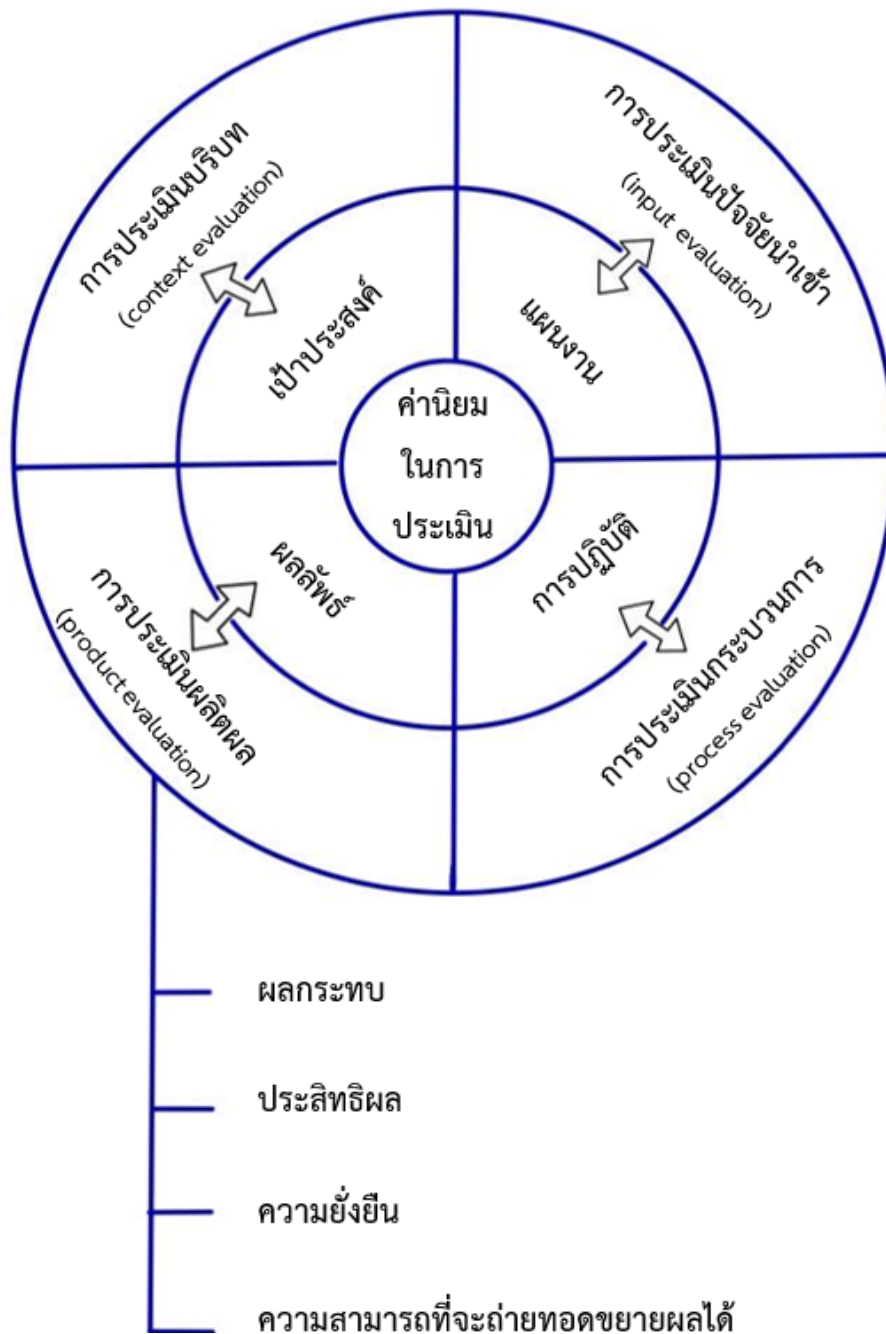 การประเมินบริบท
(context evaluation)
เป้าประสงค์
การประเมินปัจจัยนำเข้า
(input evaluation)
แผนงาน
ค่านิยม
ในการ
ประเมิน
ผลลัพธ์
การประเมินผลิตผล
(product evaluation)
การปฏิบัติ
การประเมินกระบวนการ
(process evaluation)
ผลกระทบ
ประสิทธิผล
ความยั่งยืน
ความสามารถที่จะถ่ายทอดขยายผลได้